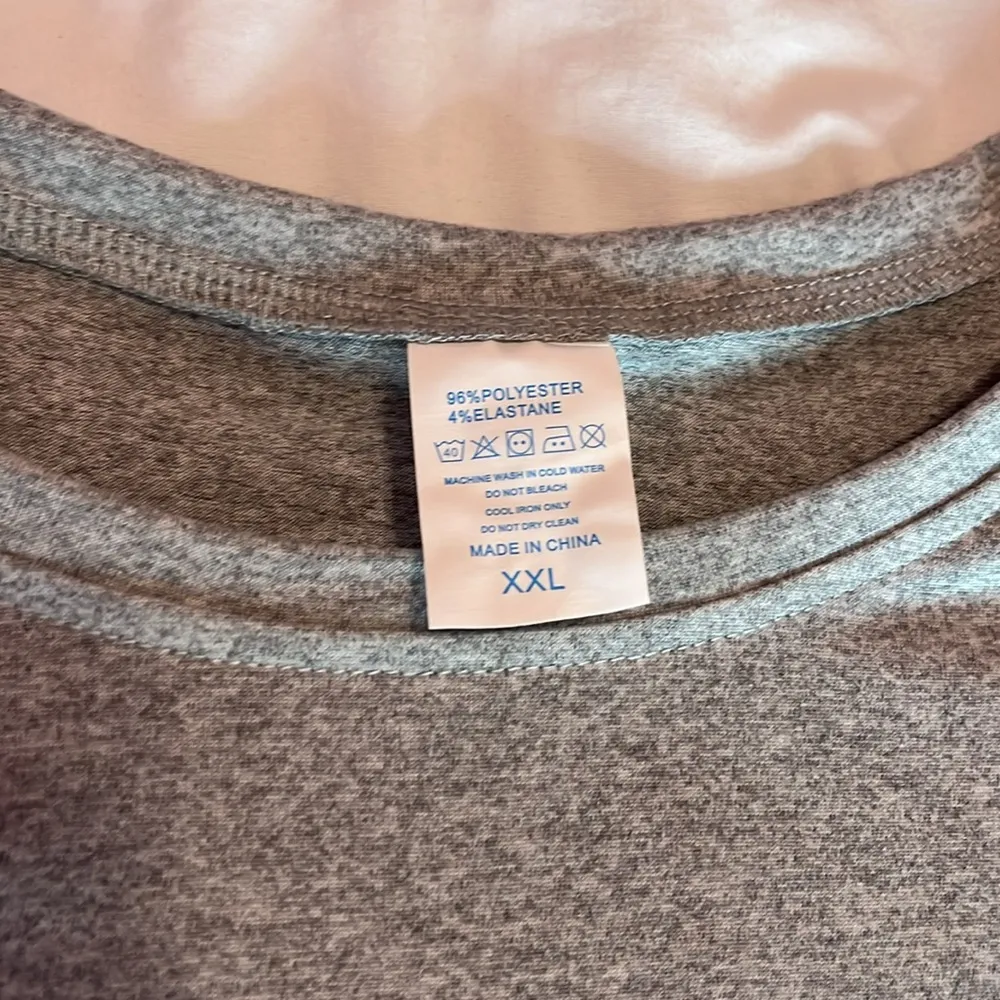 96%POLYESTER
4%ELASTANE
40
MACHINE WASH IN COLD WATER
DO NOT BLEACH
COOL IRON ONLY
DO NOT DRY CLEAN
MADE IN CHINA
XXL